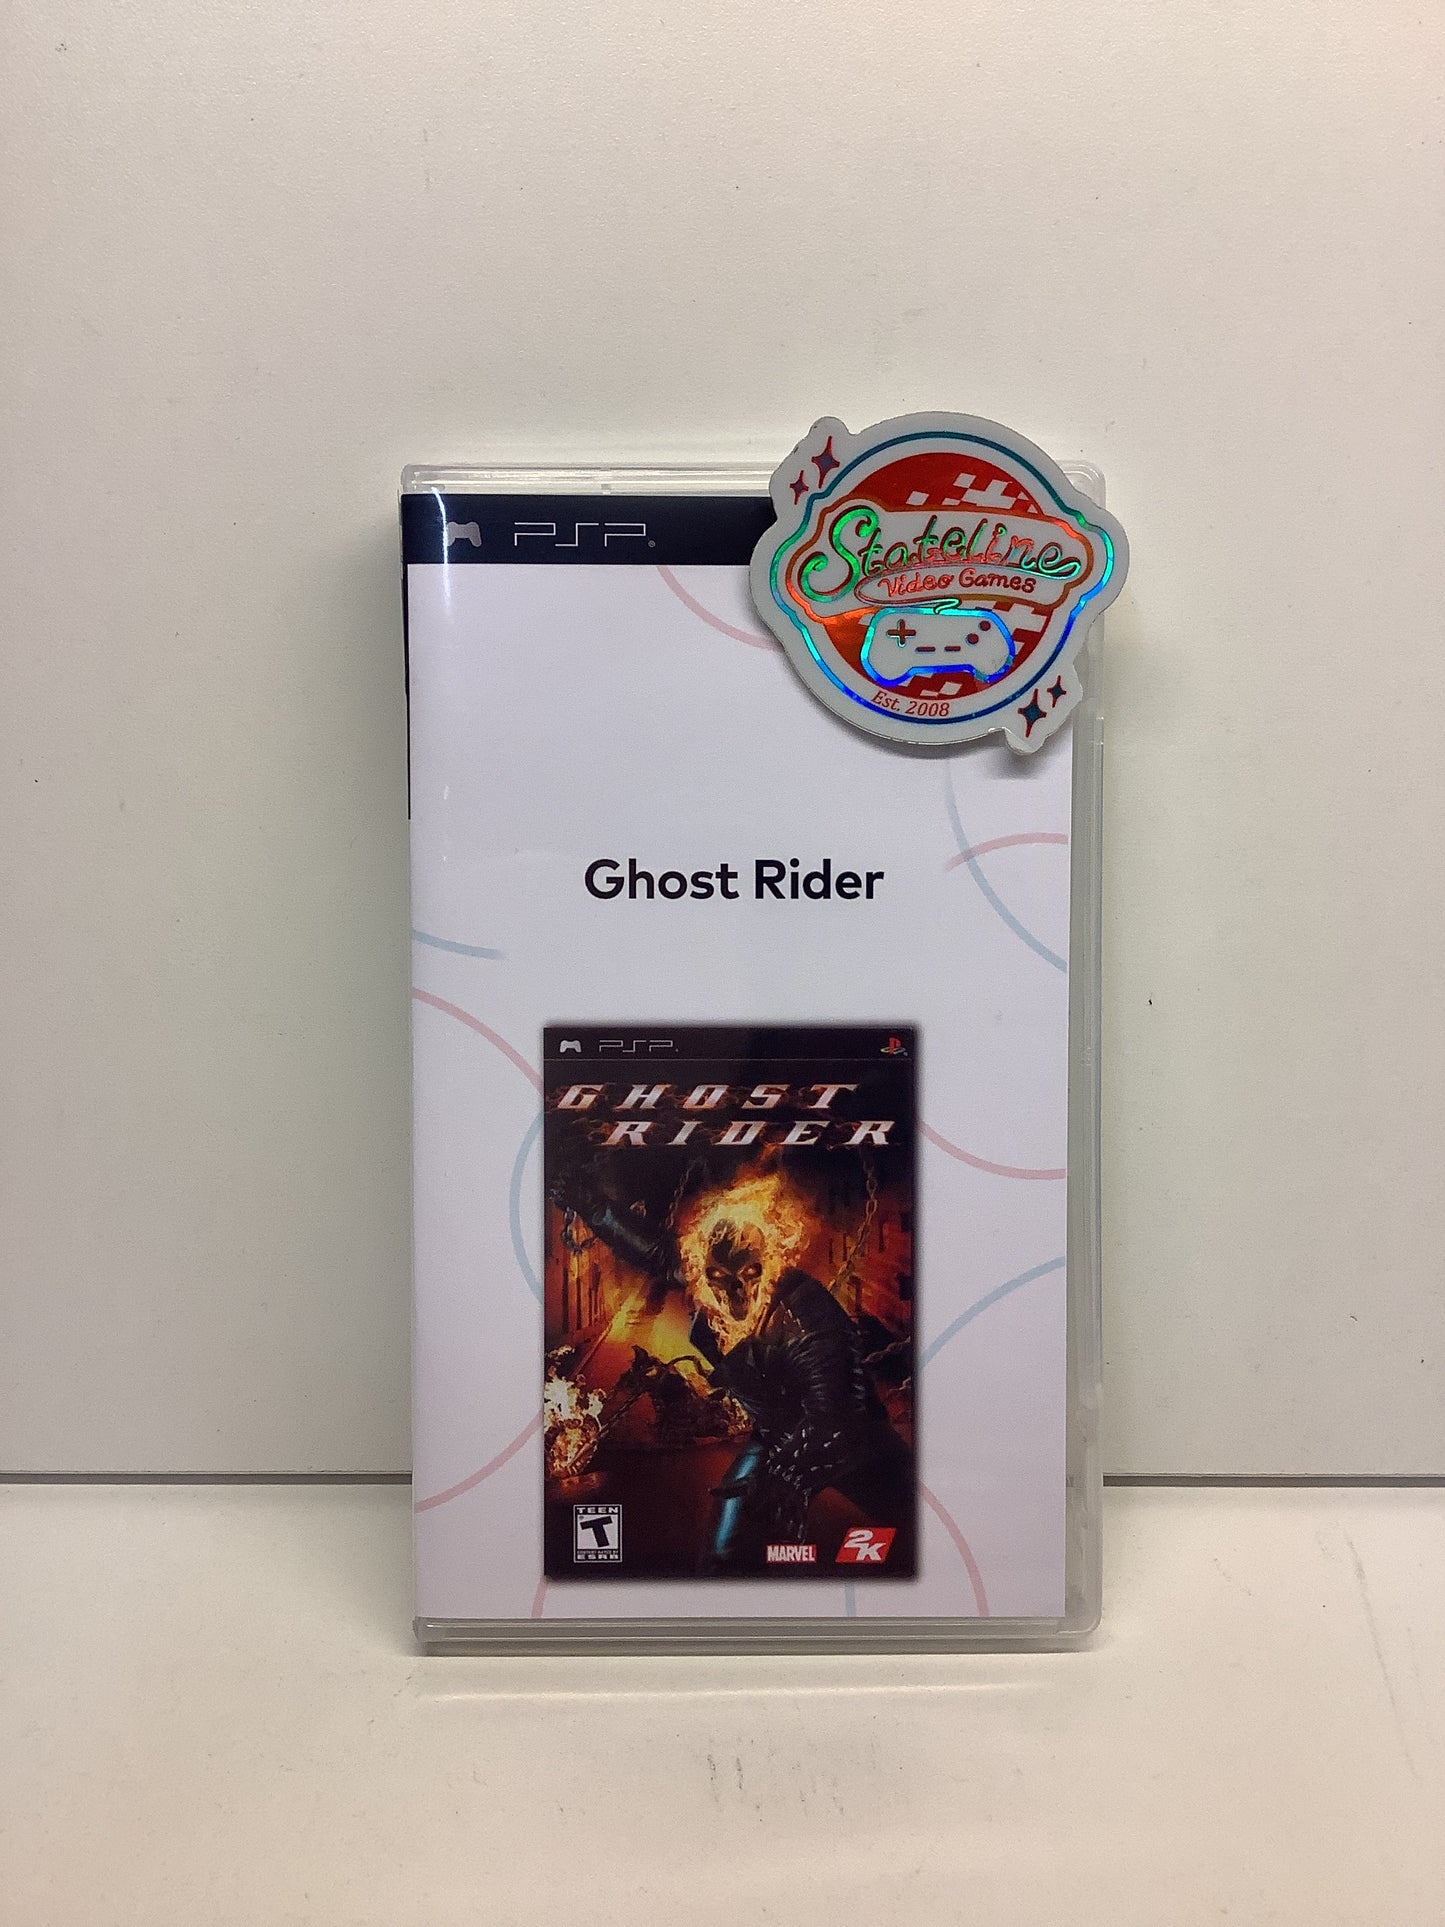 PSP
Stateline
Video Games
Est. 2008
Ghost Rider
PSP
GHOST
RIDER
TEEN
T
ESRB
MARVEL
2K